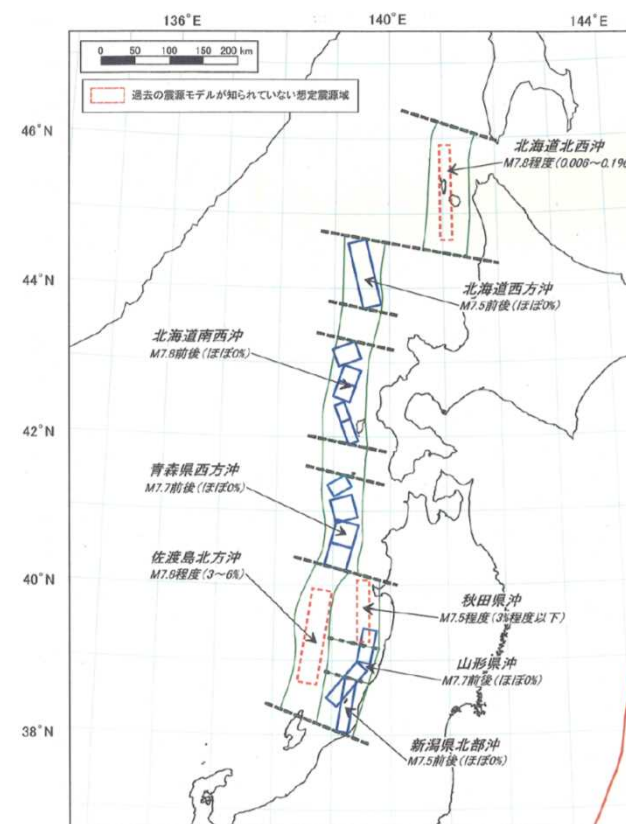 136°E 140°E 144°E
0 50 100 150 200 km
過去の震源モデルが知られていない想定震源域
46°N
北海道北西沖
M7.8程度(0.006～0.1%
44°N
北海道西方沖
M7.5前後(ほぼ0%)
北海道南西沖
M7.8前後(ほぼ0%)
42°N
青森県西方沖
M7.7前後(ほぼ0%)
佐渡島北方沖
M7.8程度(3～6%)
40°N
秋田県沖
M7.5程度(3%程度以下)
山形県沖
M7.7前後(ほぼ0%)
38°N
新潟県北部沖
M7.5前後(ほぼ0%)